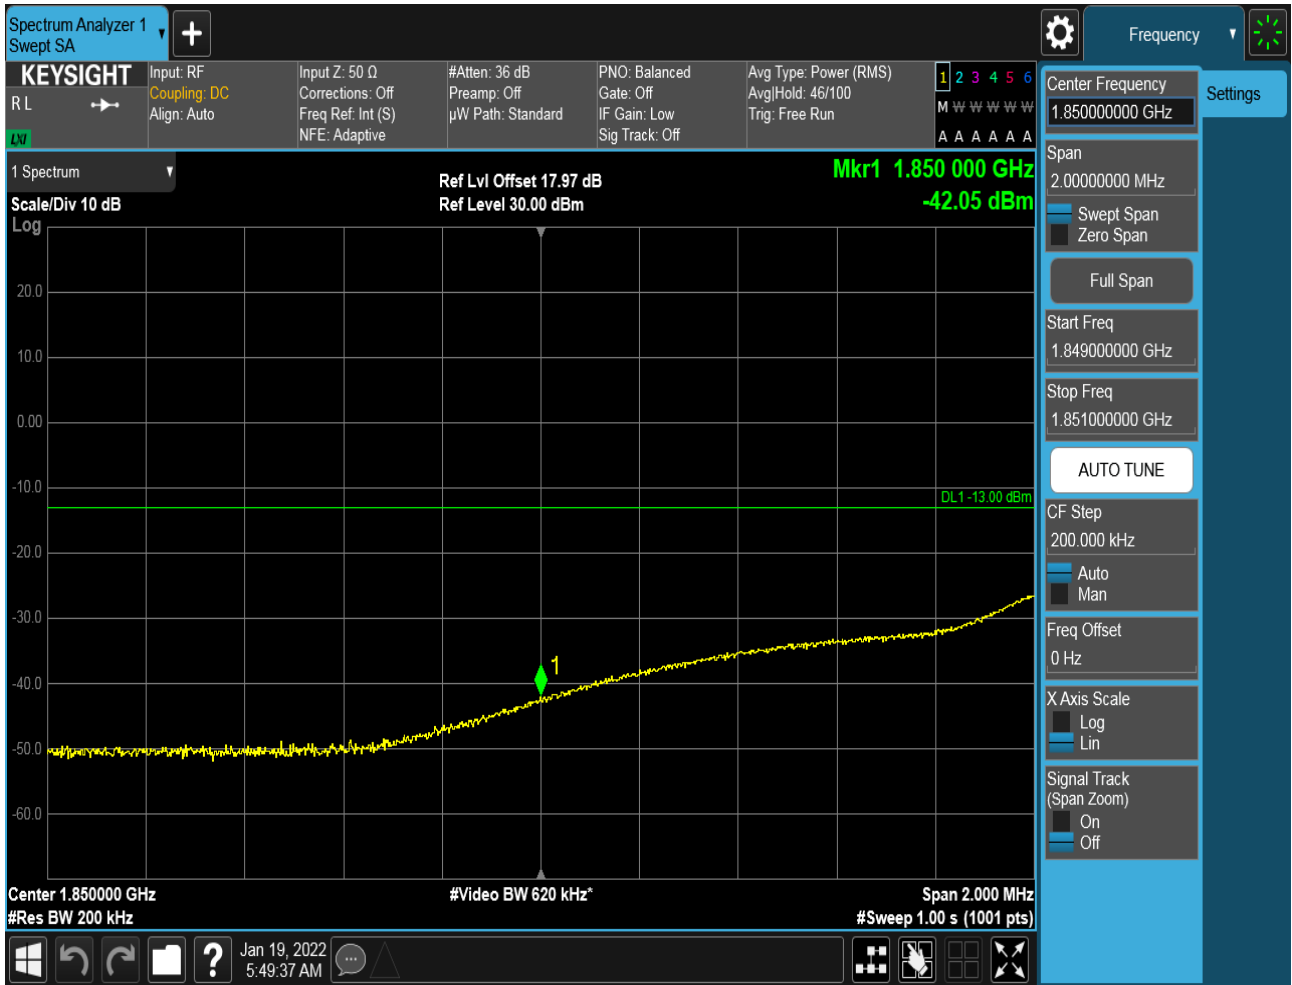 Spectrum Analyzer 1
Swept SA
Frequency
KEYSIGHT
R L
LXI
Input: RF
Coupling: DC
Align: Auto
Input Z: 50 Ω
Corrections: Off
Freq Ref: Int (S)
NFE: Adaptive
#Atten: 36 dB
Preamp: Off
µW Path: Standard
PNO: Balanced
Gate: Off
IF Gain: Low
Sig Track: Off
Avg Type: Power (RMS)
Avg|Hold: 46/100
Trig: Free Run
1 2 3 4 5 6
M W W W W W
A A A A A A
1 Spectrum
Scale/Div 10 dB
Log
Ref Lvl Offset 17.97 dB
Ref Level 30.00 dBm
Mkr1 1.850 000 GHz
-42.05 dBm
20.0
10.0
0.00
-10.0
DL1 -13.00 dBm
-20.0
-30.0
1
-40.0
-50.0
-60.0
Center 1.850000 GHz
#Res BW 200 kHz
#Video BW 620 kHz*
Span 2.000 MHz
#Sweep 1.00 s (1001 pts)
Jan 19, 2022
5:49:37 AM
?
Center Frequency
1.850000000 GHz
Settings
Span
2.00000000 MHz
Swept Span
Zero Span
Full Span
Start Freq
1.849000000 GHz
Stop Freq
1.851000000 GHz
AUTO TUNE
CF Step
200.000 kHz
Auto
Man
Freq Offset
0 Hz
X Axis Scale
Log
Lin
Signal Track
(Span Zoom)
On
Off